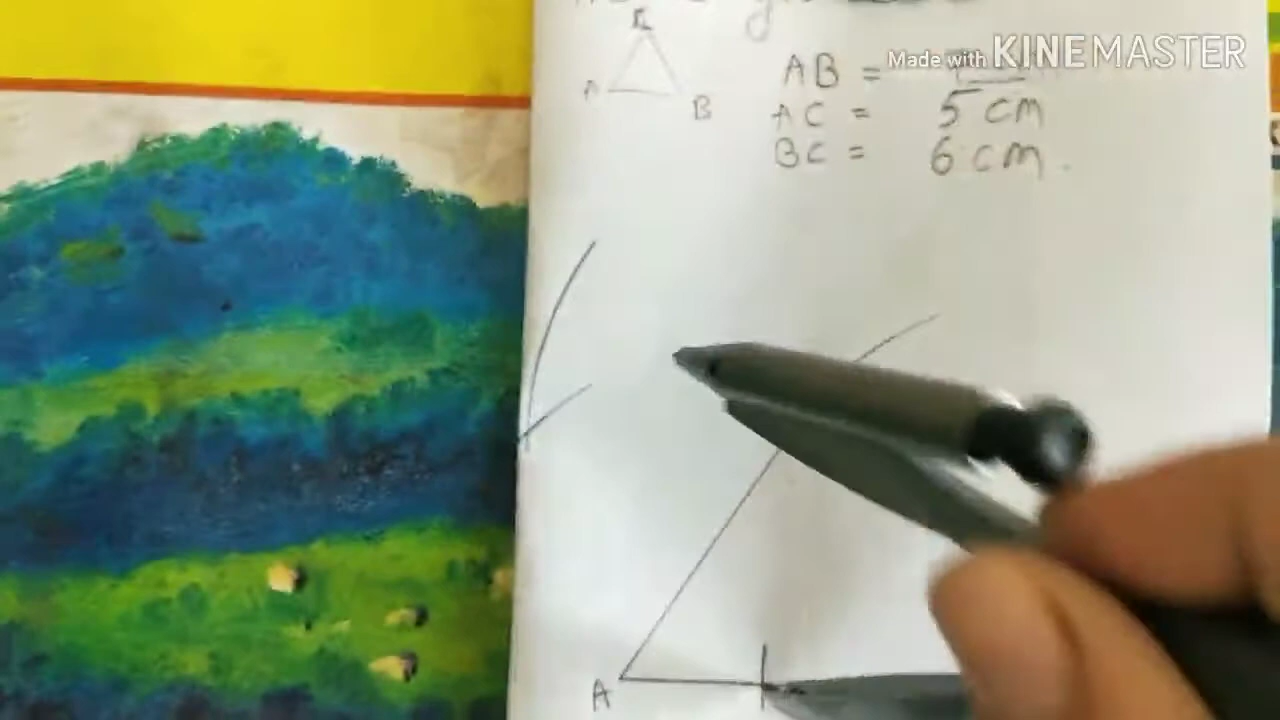 Made with KINEMASTER
C
A B
AB =
AC = 5 cm
BC = 6 cm.
A